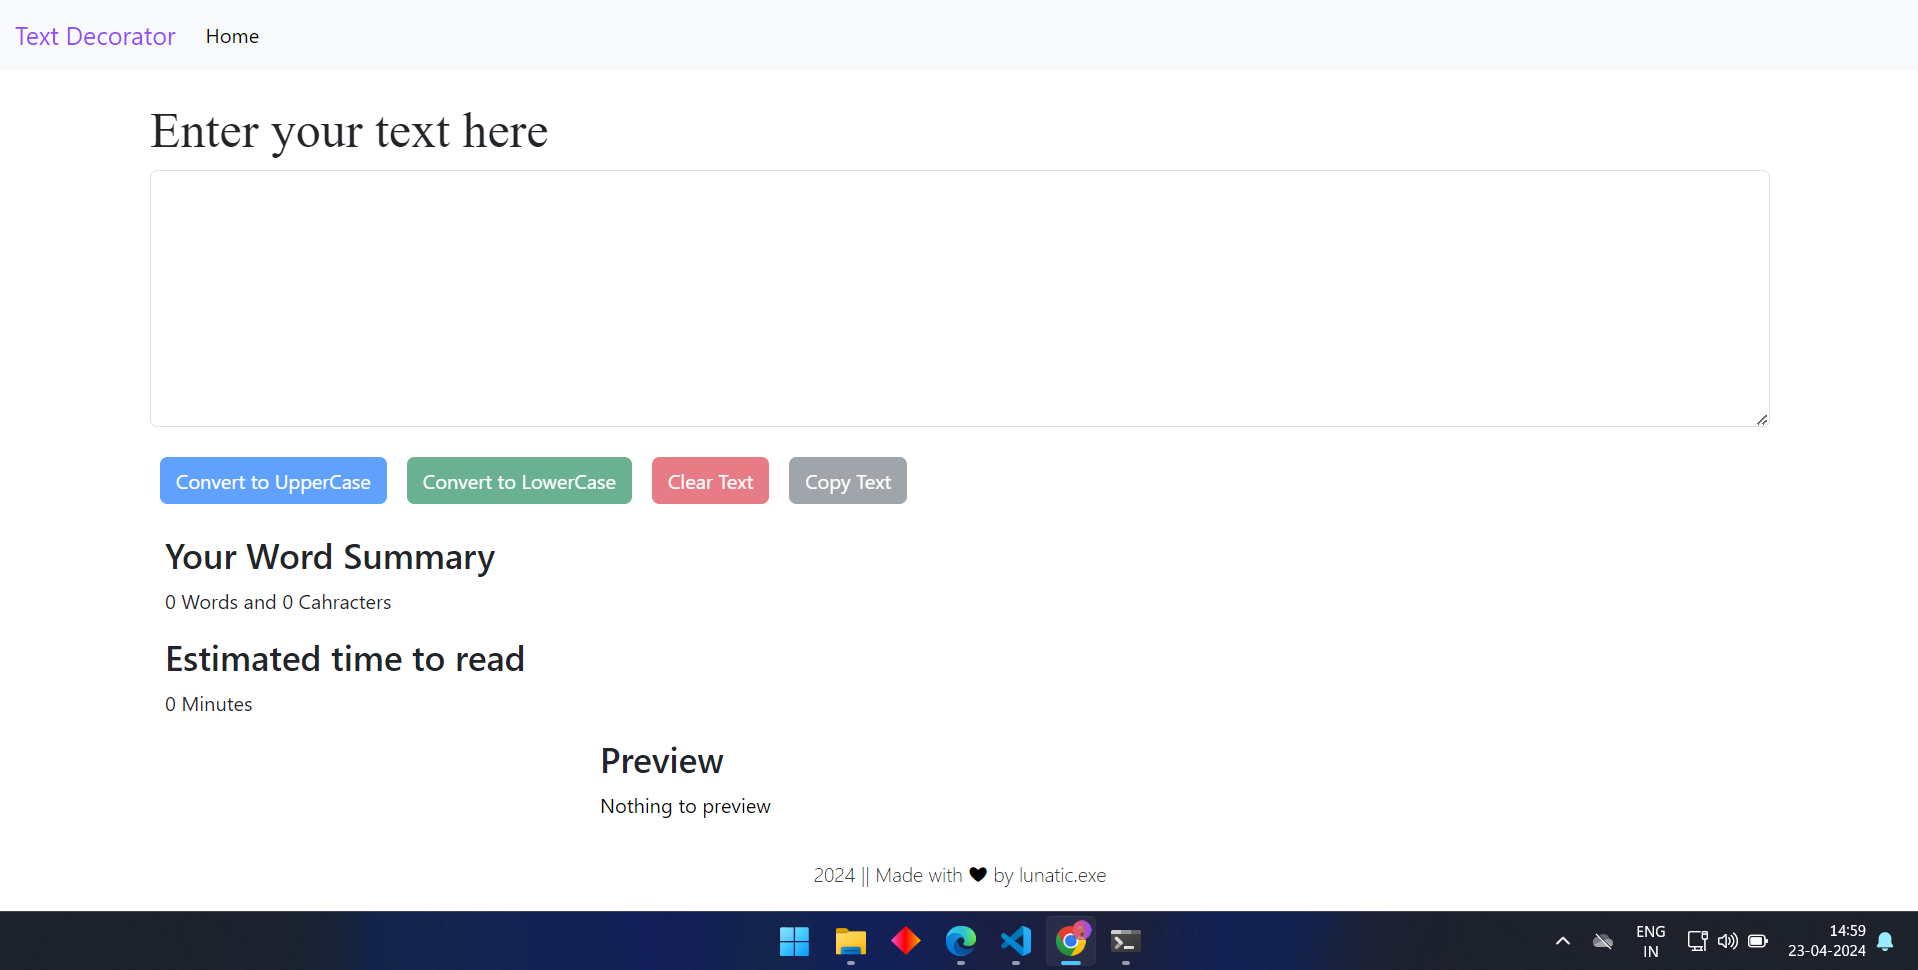 Text Decorator Home
Enter your text here
Convert to UpperCase Convert to LowerCase Clear Text Copy Text
Your Word Summary
0 Words and 0 Cahracters
Estimated time to read
0 Minutes
Preview
Nothing to preview
2024 || Made with ♥ by lunatic.exe
ENG
IN
14:59
23-04-2024